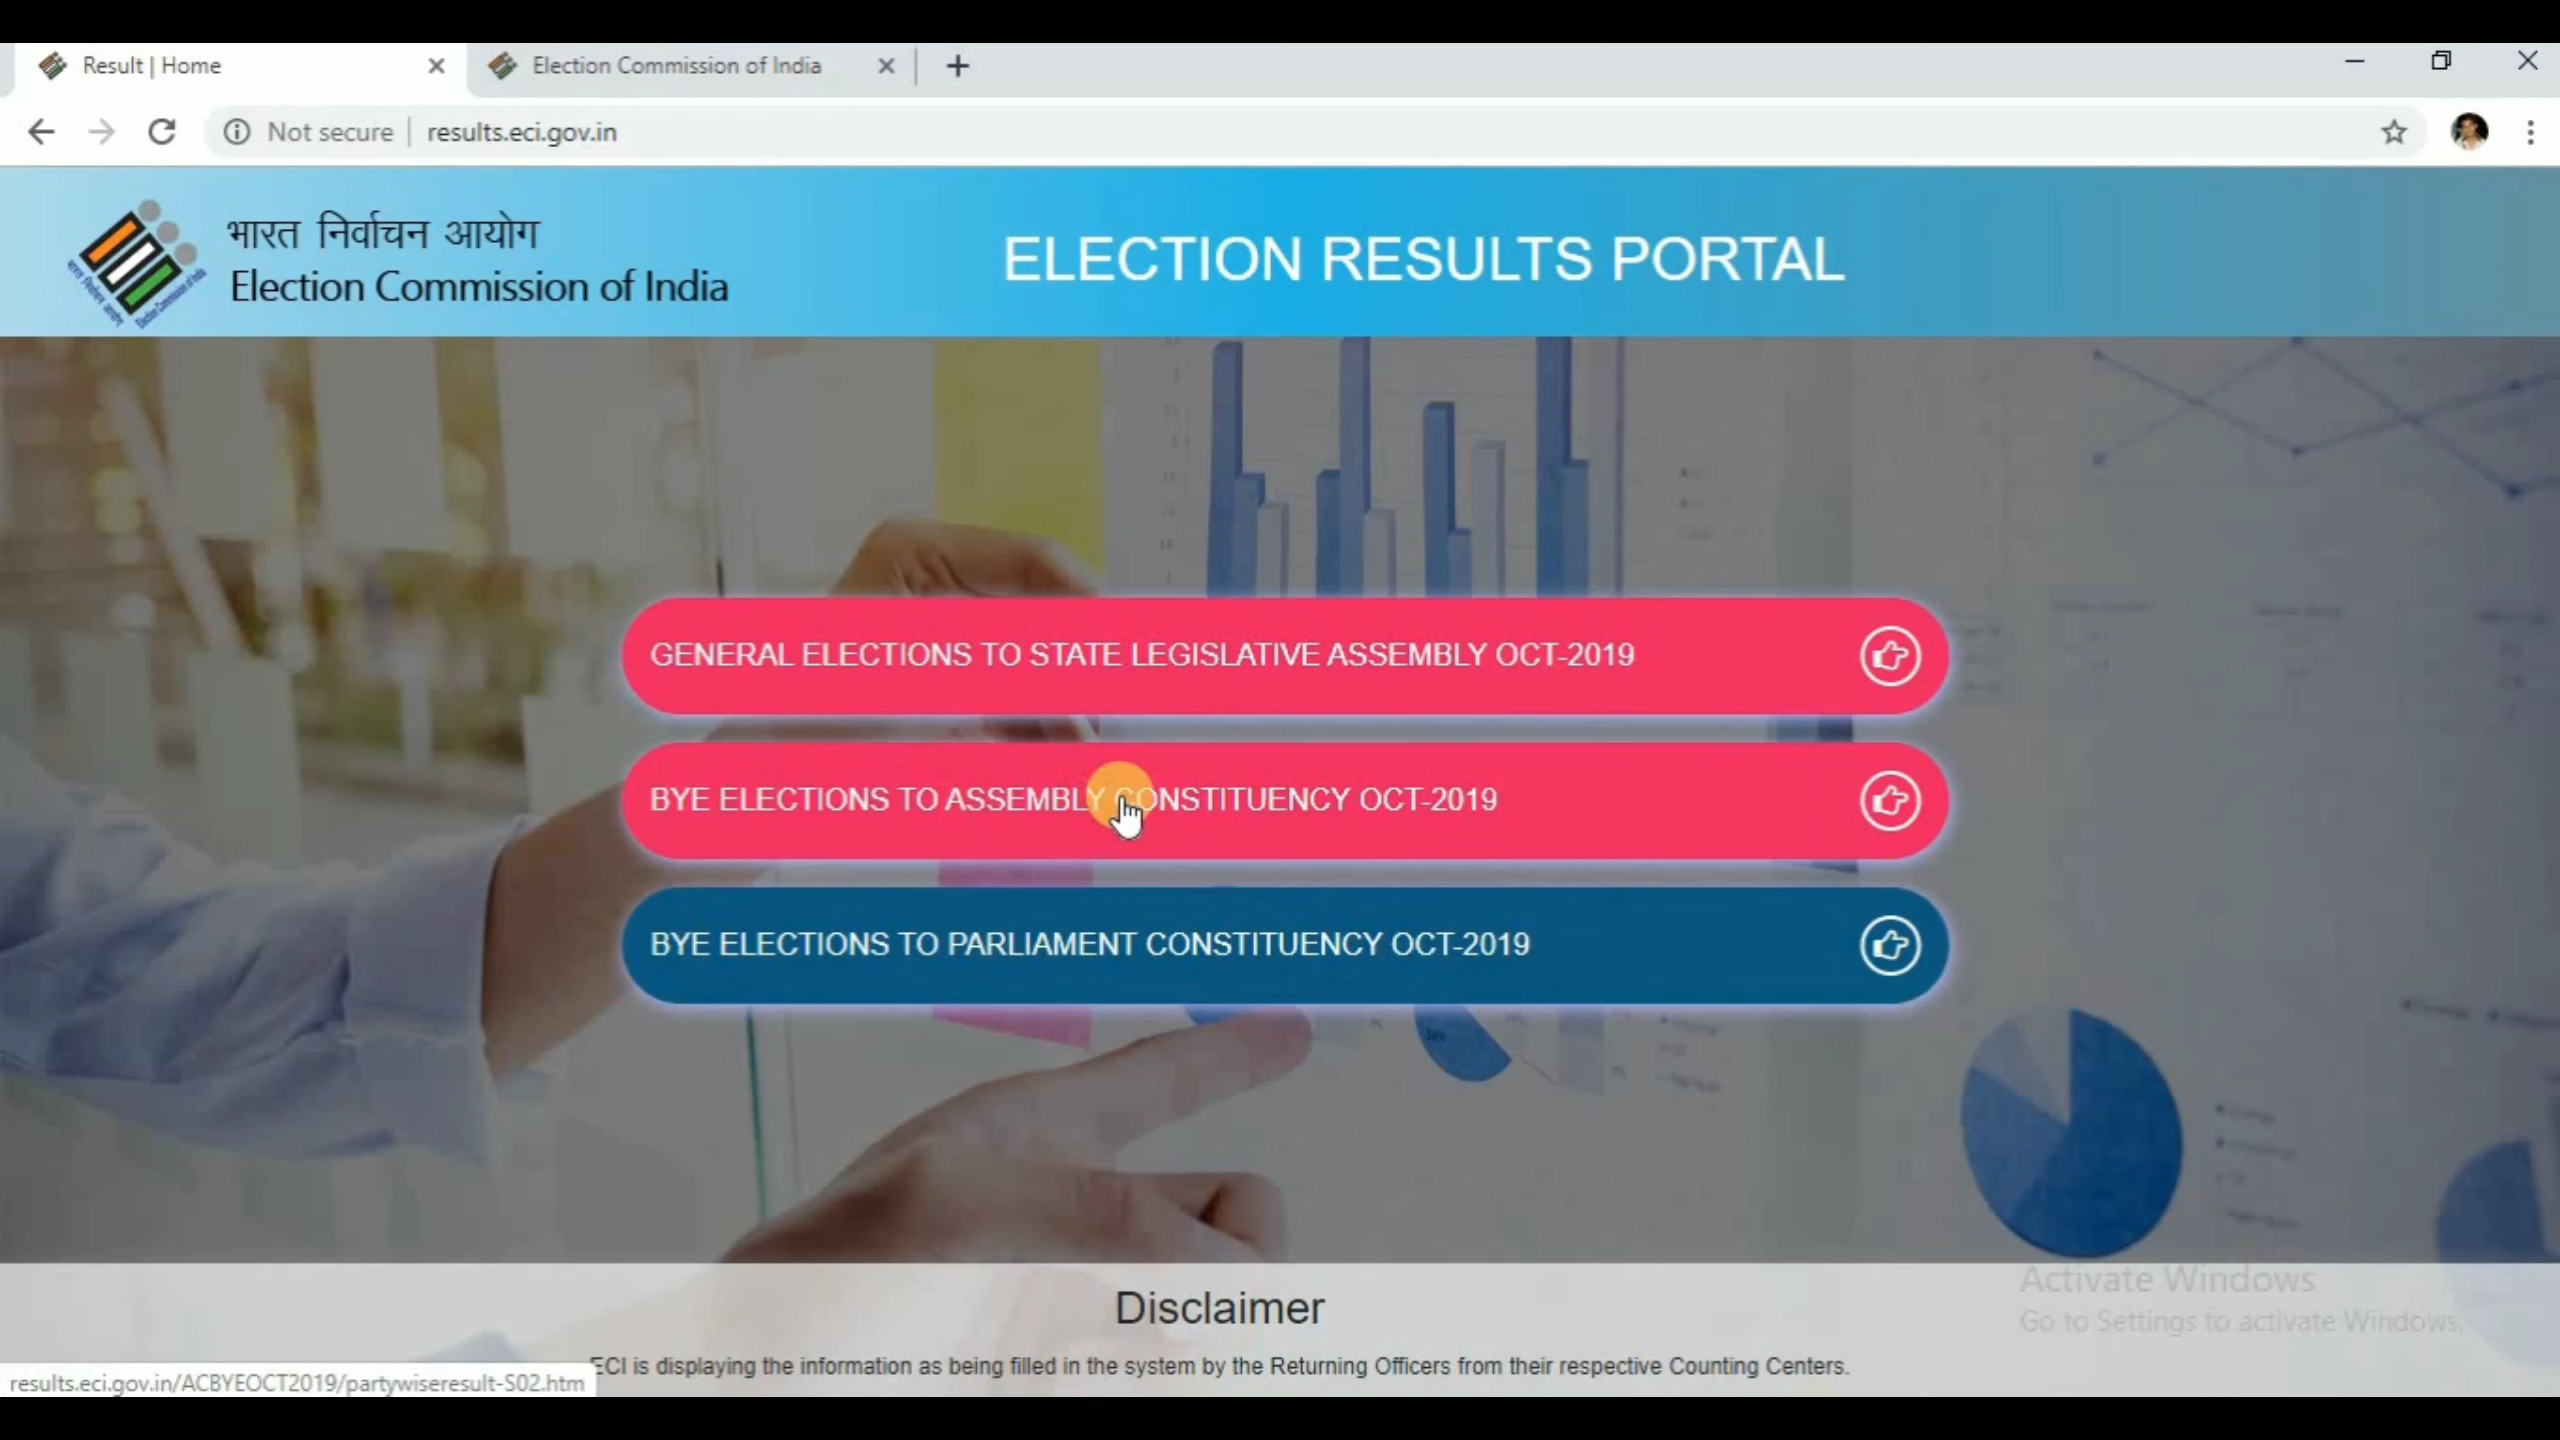 Result | Home
Election Commission of India
Not secure
results.eci.gov.in
भारत निर्वाचन आयोग
Election Commission of India
ELECTION RESULTS PORTAL
GENERAL ELECTIONS TO STATE LEGISLATIVE ASSEMBLY OCT-2019
BYE ELECTIONS TO ASSEMBLY CONSTITUENCY OCT-2019
BYE ELECTIONS TO PARLIAMENT CONSTITUENCY OCT-2019
Disclaimer
Activate Windows
Go to Settings to activate Windows.
ECI is displaying the information as being filled in the system by the Returning Officers from their respective Counting Centers.
results.eci.gov.in/ACBYEOCT2019/partywiseresult-S02.htm